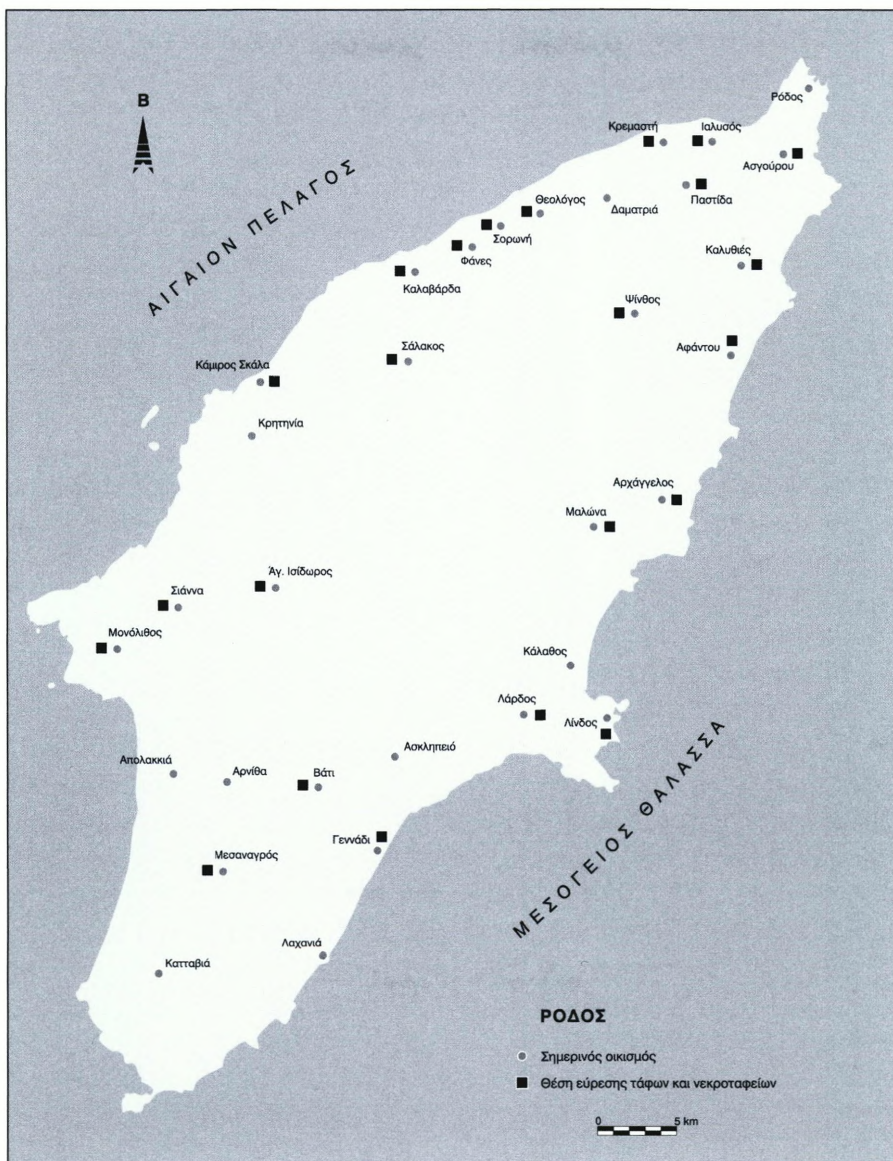 Ρόδος
Β
Κρεμαστή
Ιαλυσός
Ασγούρου
Παστίδα
Θεολόγος
Δαματριά
Σορωνή
Φάνες
Καλυθιές
Καλαβάρδα
ΑΙΓΑΙΟΝ ΠΕΛΑΓΟΣ
Ψίνθος
Σάλακος
Αφάντου
Κάμιρος Σκάλα
Κρητηνία
Αρχάγγελος
Μαλώνα
Άγ. Ισίδωρος
Σιάννα
Μονόλιθος
Κάλαθος
Λάρδος
Λίνδος
Ασκληπειό
Απολακκιά
Αρνίθα
Βάτι
ΜΕΣΟΓΕΙΟΣ ΘΑΛΑΣΣΑ
Γεννάδι
Μεσαναγρός
Λαχανιά
Κατταβιά
ΡΟΔΟΣ
Σημερινός οικισμός
Θέση εύρεσης τάφων και νεκροταφείων
0 5 km